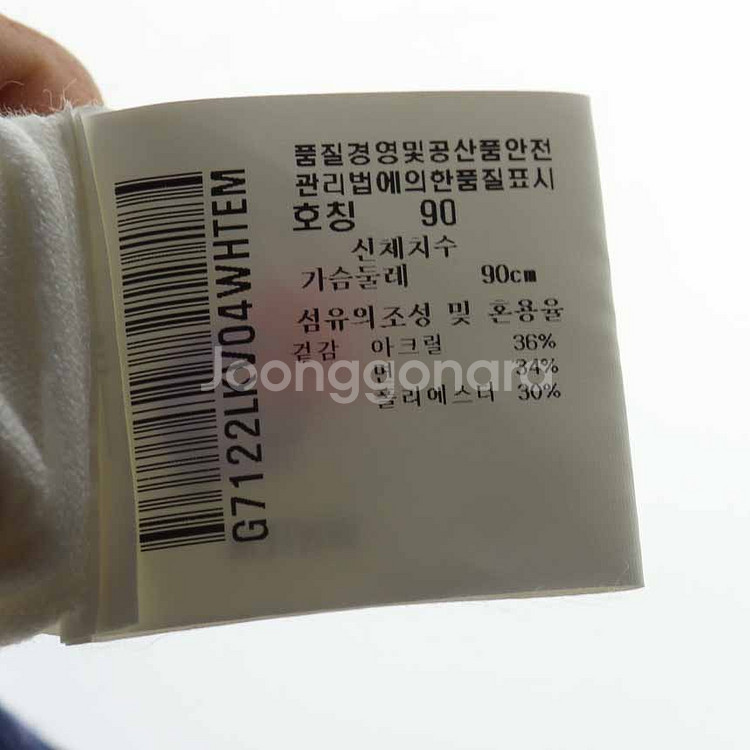 품질경영및공산품안전
관리법에의한품질표시
호칭 90
신체치수
가슴둘레 90cm
섬유의조성 및 혼용율
겉감 아크릴 36%
면 34%
폴리에스터 30%
G7122LKV04WHTEM
Joonggonara